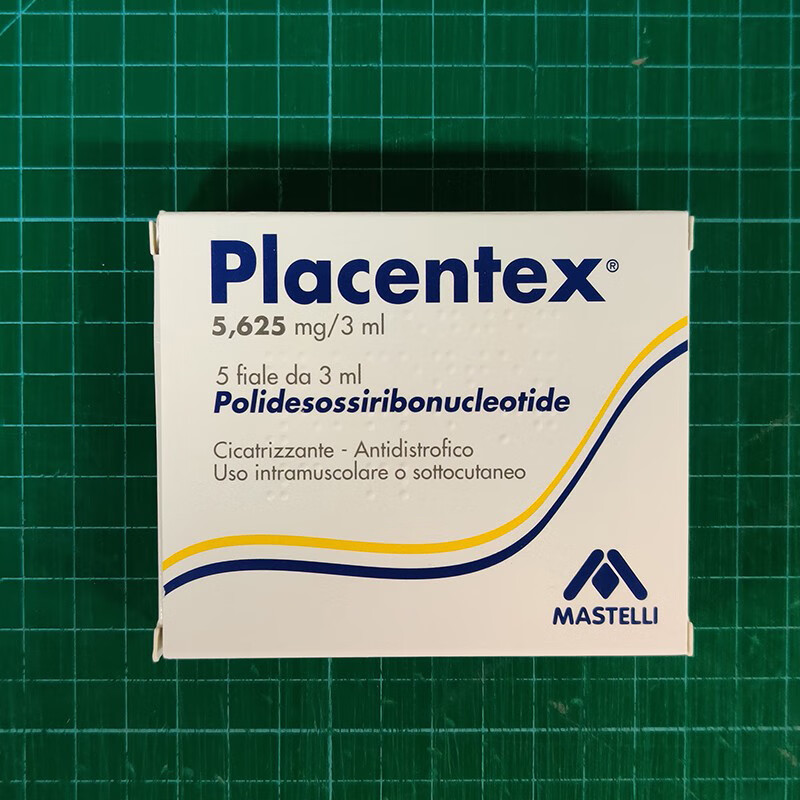 Placentex®
5,625 mg/3 ml
5 fiale da 3 ml
Polidesossiribonucleotide
Cicatrizzante - Antidistrofico
Uso intramuscolare o sottocutaneo
MASTELLI